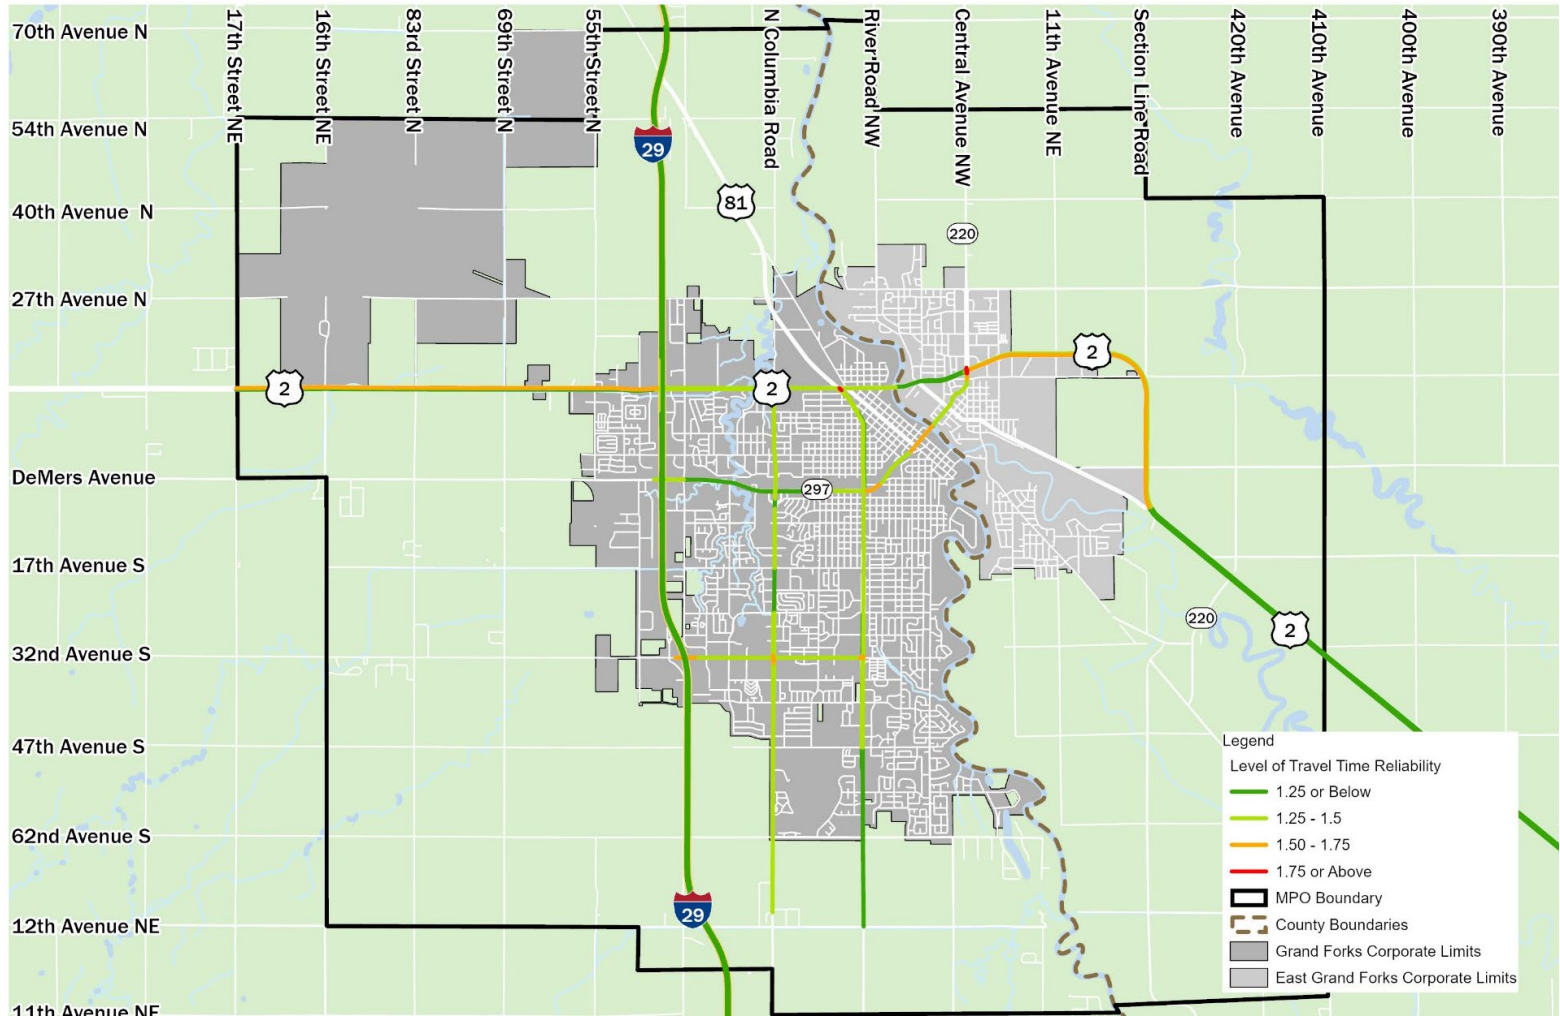 17th Street NE
16th Street NE
83rd Street N
69th Street N
55th Street N
N Columbia Road
River Road NW
Central Avenue NW
11th Avenue NE
Section Line Road
420th Avenue
410th Avenue
400th Avenue
390th Avenue
70th Avenue N
54th Avenue N
29
40th Avenue N
81
220
27th Avenue N
2
2
2
DeMers Avenue
297
17th Avenue S
220
2
32nd Avenue S
47th Avenue S
62nd Avenue S
12th Avenue NE
29
11th Avenue NE
Legend
Level of Travel Time Reliability
1.25 or Below
1.25 - 1.5
1.50 - 1.75
1.75 or Above
MPO Boundary
County Boundaries
Grand Forks Corporate Limits
East Grand Forks Corporate Limits